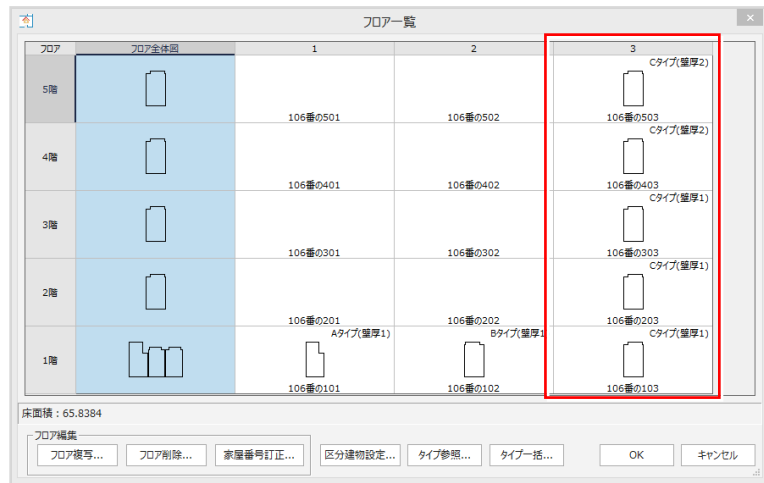 フロア一覧
フロア フロア全体図 1 2 3
Cタイプ(壁厚2)
5階
106番の501 106番の502 106番の503
Cタイプ(壁厚2)
4階
106番の401 106番の402 106番の403
Cタイプ(壁厚1)
3階
106番の301 106番の302 106番の303
Cタイプ(壁厚1)
2階
106番の201 106番の202 106番の203
Aタイプ(壁厚1) Bタイプ(壁厚1 Cタイプ(壁厚1)
1階
106番の101 106番の102 106番の103
床面積：65.8384
フロア編集
フロア複写... フロア削除... 家屋番号訂正... 区分建物設定... タイプ参照... タイプ一括... OK キャンセル